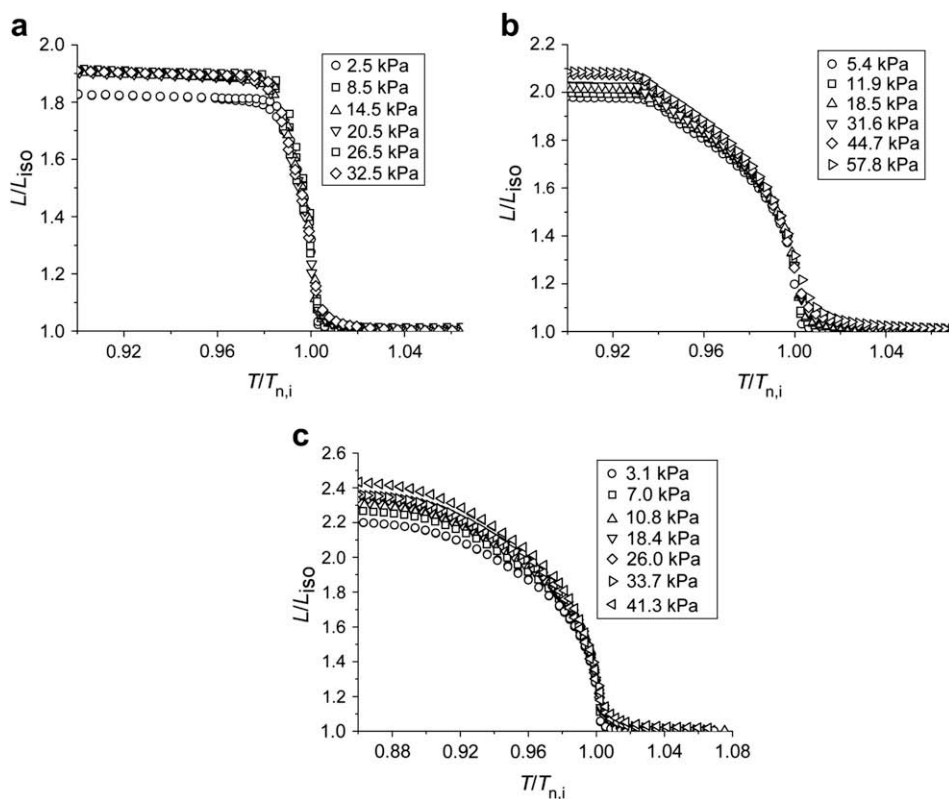 a
2.0
1.8
1.6
1.4
1.2
1.0
L/Liso
0.92 0.96 1.00 1.04
T/Tn,i
2.5 kPa
8.5 kPa
14.5 kPa
20.5 kPa
26.5 kPa
32.5 kPa
b
2.2
2.0
1.8
1.6
1.4
1.2
1.0
L/Liso
0.92 0.96 1.00 1.04
T/Tn,i
5.4 kPa
11.9 kPa
18.5 kPa
31.6 kPa
44.7 kPa
57.8 kPa
c
2.6
2.4
2.2
2.0
1.8
1.6
1.4
1.2
1.0
L/Liso
0.88 0.92 0.96 1.00 1.04 1.08
T/Tn,i
3.1 kPa
7.0 kPa
10.8 kPa
18.4 kPa
26.0 kPa
33.7 kPa
41.3 kPa